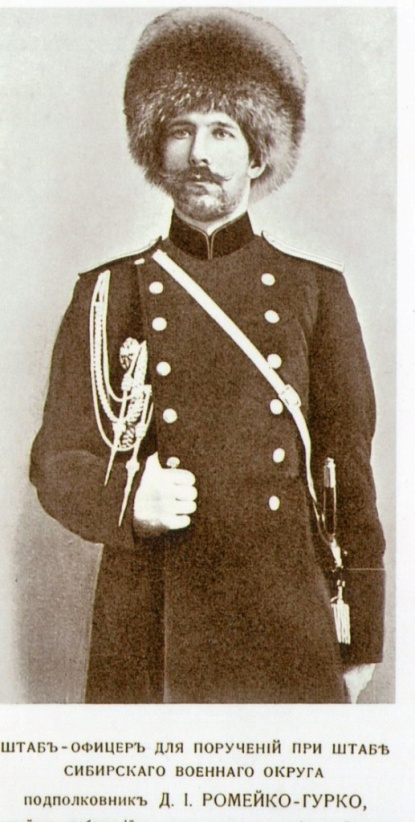 ШТАБЪ-ОФИЦЕРЪ ДЛЯ ПОРУЧЕНІЙ ПРИ ШТАБѢ
СИБИРСКАГО ВОЕННАГО ОКРУГА
ПОДПОЛКОВНИКЪ Д. І. РОМЕЙКО-ГУРКО,